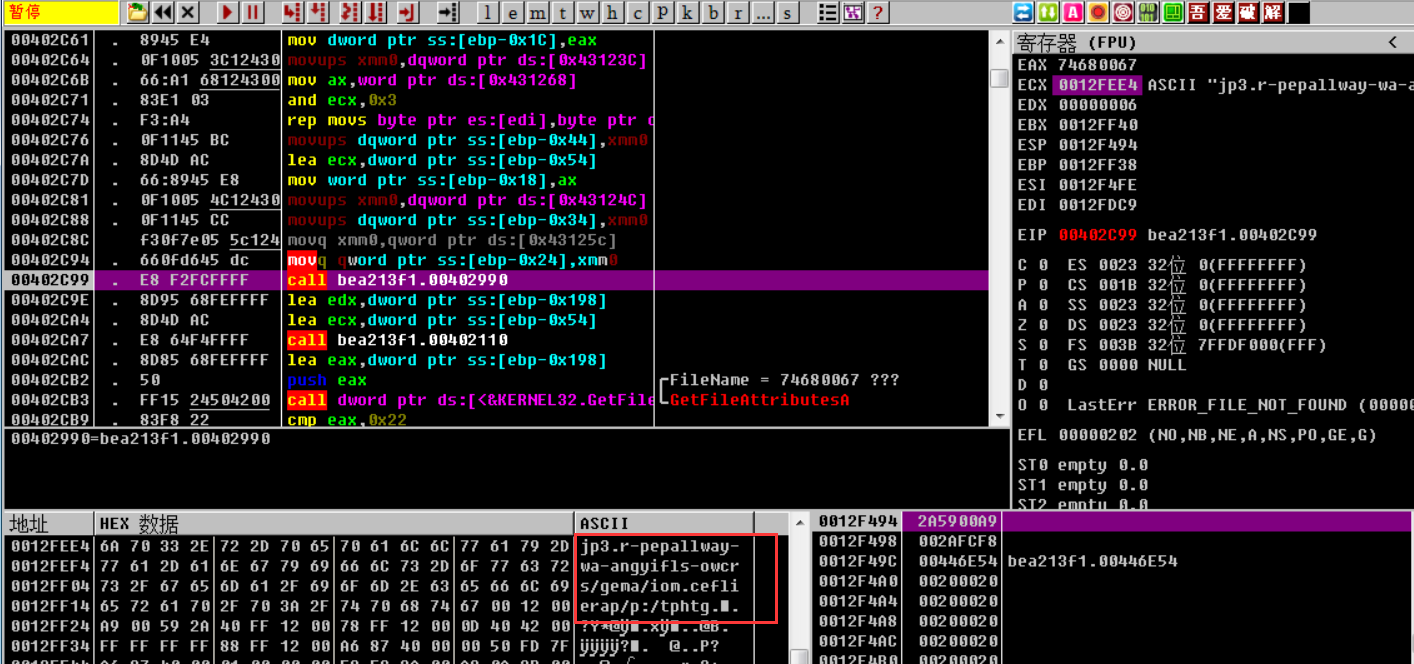 暂停
l e m t w h c p k b r ... s ? 吾 爱 破 解
00402C61 . 8945 E4 mov dword ptr ss:[ebp-0x1C],eax
00402C64 . 0F1005 3C12430 movups xmm0,dqword ptr ds:[0x43123C]
00402C6B . 66:A1 68124300 mov ax,word ptr ds:[0x431268]
00402C71 . 83E1 03 and ecx,0x3
00402C74 . F3:A4 rep movs byte ptr es:[edi],byte ptr d
00402C76 . 0F1145 BC movups dqword ptr ss:[ebp-0x44],xmm0
00402C7A . 8D4D AC lea ecx,dword ptr ss:[ebp-0x54]
00402C7D . 66:8945 E8 mov word ptr ss:[ebp-0x18],ax
00402C81 . 0F1005 4C12430 movups xmm0,dqword ptr ds:[0x43124C]
00402C88 . 0F1145 CC movups dqword ptr ss:[ebp-0x34],xmm0
00402C8C f30f7e05 5c124 movq xmm0,qword ptr ds:[0x43125c]
00402C94 . 660fd645 dc movq qword ptr ss:[ebp-0x24],xmm0
00402C99 . E8 F2FCFFFF call bea213f1.00402990
00402C9E . 8D95 68FEFFFF lea edx,dword ptr ss:[ebp-0x198]
00402CA4 . 8D4D AC lea ecx,dword ptr ss:[ebp-0x54]
00402CA7 . E8 64F4FFFF call bea213f1.00402110
00402CAC . 8D85 68FEFFFF lea eax,dword ptr ss:[ebp-0x198]
00402CB2 . 50 push eax FileName = 74680067 ???
00402CB3 . FF15 24504200 call dword ptr ds:[<&KERNEL32.GetFile GetFileAttributesA
00402CB9 . 83F8 22 cmp eax,0x22
00402990=bea213f1.00402990
寄存器 (FPU) <
EAX 74680067
ECX 0012FEE4 ASCII "jp3.r-pepallway-wa-a
EDX 00000006
EBX 0012FF40
ESP 0012F494
EBP 0012FF38
ESI 0012F4FE
EDI 0012FDC9
EIP 00402C99 bea213f1.00402C99
C 0 ES 0023 32位 0(FFFFFFFF)
P 0 CS 001B 32位 0(FFFFFFFF)
A 0 SS 0023 32位 0(FFFFFFFF)
Z 0 DS 0023 32位 0(FFFFFFFF)
S 0 FS 003B 32位 7FFDF000(FFF)
T 0 GS 0000 NULL
D 0
O 0 LastErr ERROR_FILE_NOT_FOUND (00000
EFL 00000202 (NO,NB,NE,A,NS,PO,GE,G)
ST0 empty 0.0
ST1 empty 0.0
ST2 empty 0.0
地址 HEX 数据 ASCII
0012FEE4 6A 70 33 2E 72 2D 70 65 70 61 6C 6C 77 61 79 2D jp3.r-pepallway-
0012FEF4 77 61 2D 61 6E 67 79 69 66 6C 73 2D 6F 77 63 72 wa-angyifls-owcr
0012FF04 73 2F 67 65 6D 61 2F 69 6F 6D 2E 63 65 66 6C 69 s/gema/iom.cefli
0012FF14 65 72 61 70 2F 70 3A 2F 74 70 68 74 67 00 12 00 erap/p:/tphtg.
0012FF24 A9 00 59 2A 40 FF 12 00 78 FF 12 00 0D 40 42 00
0012FF34 FF FF FF FF 88 FF 12 00 A6 87 40 00 00 50 FD 7F
0012F494 2A5900A9
0012F498 002AFCF8
0012F49C 00446E54 bea213f1.00446E54
0012F4A0 00200020
0012F4A4 00200020
0012F4A8 00200020
0012F4AC 00200020
0012F4B0 00200020